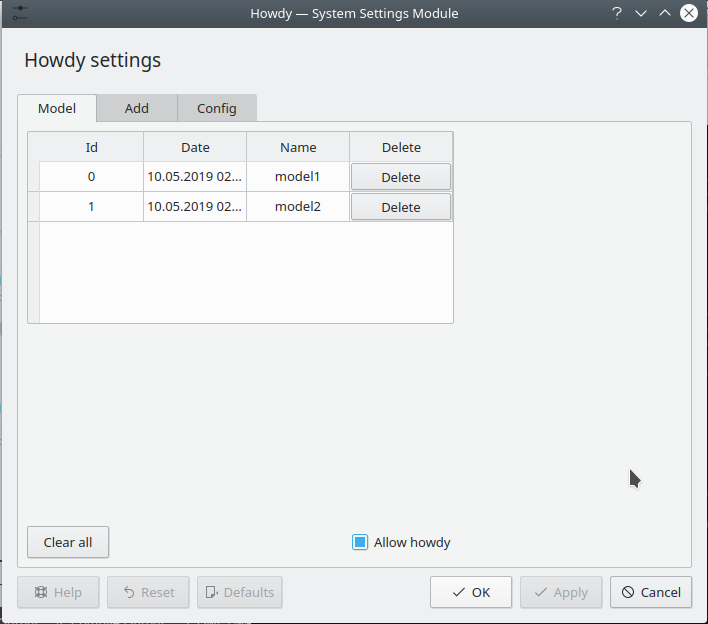 Howdy — System Settings Module
?
Howdy settings
Model Add Config
Id Date Name Delete
0 10.05.2019 02... model1 Delete
1 10.05.2019 02... model2 Delete
Clear all Allow howdy
Help Reset Defaults OK Apply Cancel